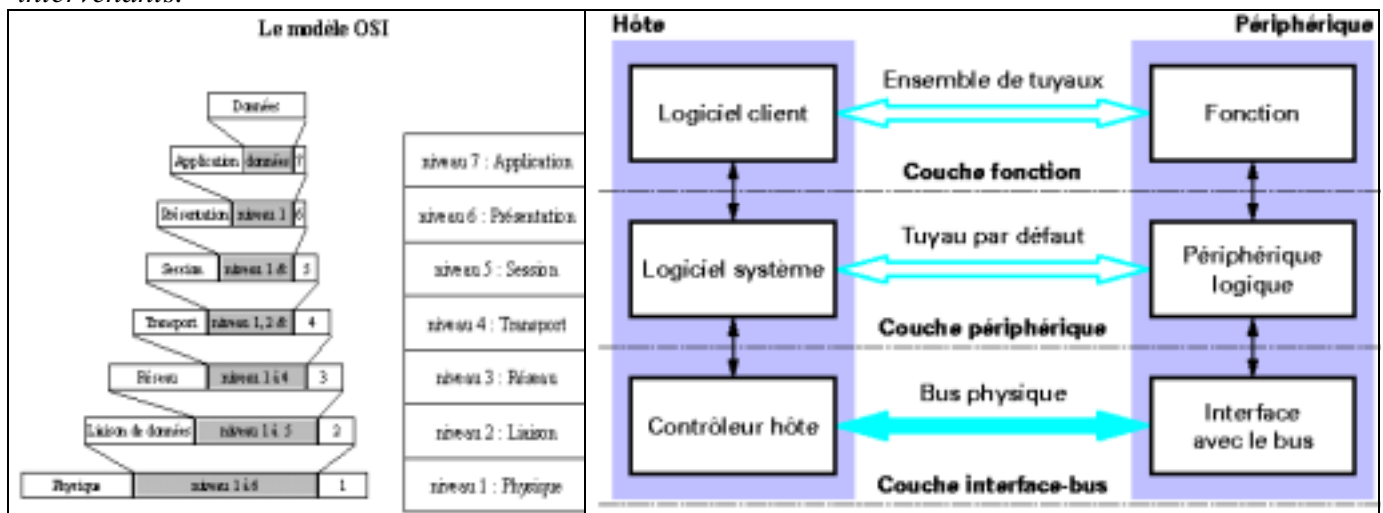 intervenants.
Le modèle OSI
Données
Application données 7
Présentation niveau 1 6
Session niveau 1 & 5
Transport niveau 1, 2 & 4
Réseau niveau 1 à 4 3
Liaison de données niveau 1 à 5 2
Physique niveau 1 à 6 1
niveau 7 : Application
niveau 6 : Présentation
niveau 5 : Session
niveau 4 : Transport
niveau 3 : Réseau
niveau 2 : Liaison
niveau 1 : Physique
Hôte
Périphérique
Logiciel client
Ensemble de tuyaux
Fonction
Couche fonction
Logiciel système
Tuyau par défaut
Périphérique
logique
Couche périphérique
Contrôleur hôte
Bus physique
Interface
avec le bus
Couche interface-bus